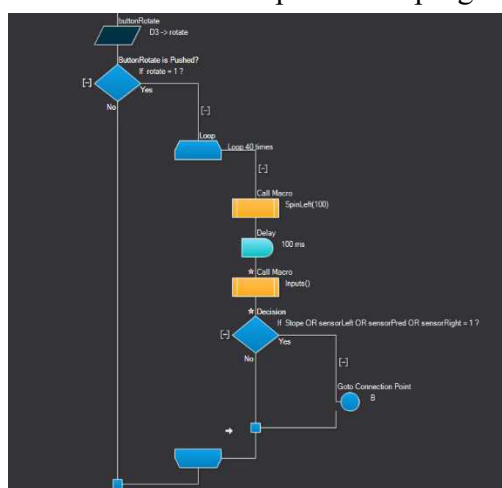 buttonRotate
D3 -> rotate
ButtonRotate is Pushed?
If rotate = 1 ?
[-]
Yes
No
[-]
Loop
Loop 40 times
[-]
Call Macro
SpinLeft(100)
Delay
100 ms
Call Macro
Inputs()
Decision
If Stope OR sensorLeft OR sensorPred OR sensorRight = 1 ?
[-]
Yes
No
[-]
Goto Connection Point
B